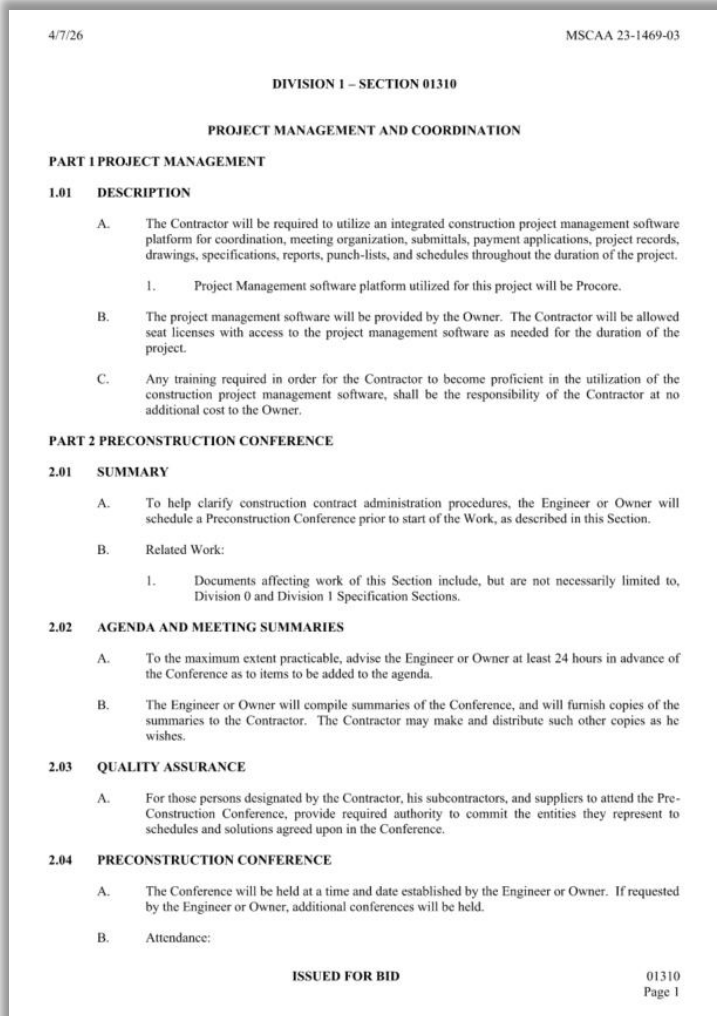 4/7/26 MSCAA 23-1469-03
DIVISION 1 – SECTION 01310
PROJECT MANAGEMENT AND COORDINATION
PART 1 PROJECT MANAGEMENT
1.01 DESCRIPTION
A. The Contractor will be required to utilize an integrated construction project management software
platform for coordination, meeting organization, submittals, payment applications, project records,
drawings, specifications, reports, punch-lists, and schedules throughout the duration of the project.
1. Project Management software platform utilized for this project will be Procore.
B. The project management software will be provided by the Owner. The Contractor will be allowed
seat licenses with access to the project management software as needed for the duration of the
project.
C. Any training required in order for the Contractor to become proficient in the utilization of the
construction project management software, shall be the responsibility of the Contractor at no
additional cost to the Owner.
PART 2 PRECONSTRUCTION CONFERENCE
2.01 SUMMARY
A. To help clarify construction contract administration procedures, the Engineer or Owner will
schedule a Preconstruction Conference prior to start of the Work, as described in this Section.
B. Related Work:
1. Documents affecting work of this Section include, but are not necessarily limited to,
Division 0 and Division 1 Specification Sections.
2.02 AGENDA AND MEETING SUMMARIES
A. To the maximum extent practicable, advise the Engineer or Owner at least 24 hours in advance of
the Conference as to items to be added to the agenda.
B. The Engineer or Owner will compile summaries of the Conference, and will furnish copies of the
summaries to the Contractor. The Contractor may make and distribute such other copies as he
wishes.
2.03 QUALITY ASSURANCE
A. For those persons designated by the Contractor, his subcontractors, and suppliers to attend the Pre-
Construction Conference, provide required authority to commit the entities they represent to
schedules and solutions agreed upon in the Conference.
2.04 PRECONSTRUCTION CONFERENCE
A. The Conference will be held at a time and date established by the Engineer or Owner. If requested
by the Engineer or Owner, additional conferences will be held.
B. Attendance:
ISSUED FOR BID 01310
Page 1